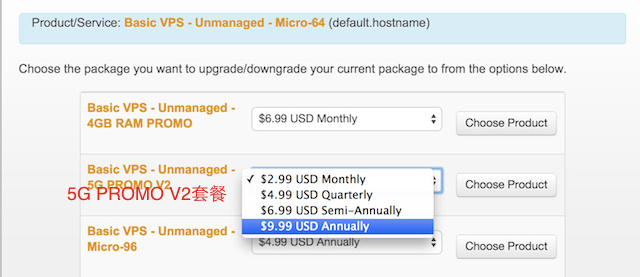 Product/Service: Basic VPS - Unmanaged - Micro-64 (default.hostname)
Choose the package you want to upgrade/downgrade your current package to from the options below.
Basic VPS - Unmanaged -
4GB RAM PROMO
$6.99 USD Monthly
Choose Product
Basic VPS - Unmanaged -
5G PROMO V2
5G PROMO V2套餐
✓ $2.99 USD Monthly
$4.99 USD Quarterly
$6.99 USD Semi-Annually
$9.99 USD Annually
Choose Product
Basic VPS - Unmanaged -
Micro-96
$4.99 USD Annually
Choose Product